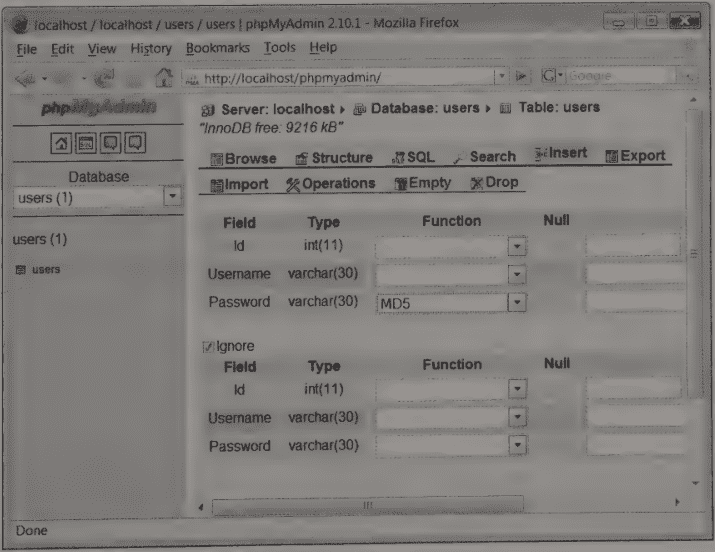 localhost / localhost / users / users | phpMyAdmin 2.10.1 - Mozilla Firefox
File Edit View History Bookmarks Tools Help
http://localhost/phpmyadmin/ G Google
phpMyAdmin
Database
users (1)
users (1)
users
Server: localhost Database: users Table: users
"InnoDB free: 9216 kB"
Browse Structure SQL Search Insert Export
Import Operations Empty Drop
Field Type Function Null
Id int(11)
Username varchar(30)
Password varchar(30) MD5
Ignore
Field Type Function Null
Id int(11)
Username varchar(30)
Password varchar(30)
Done